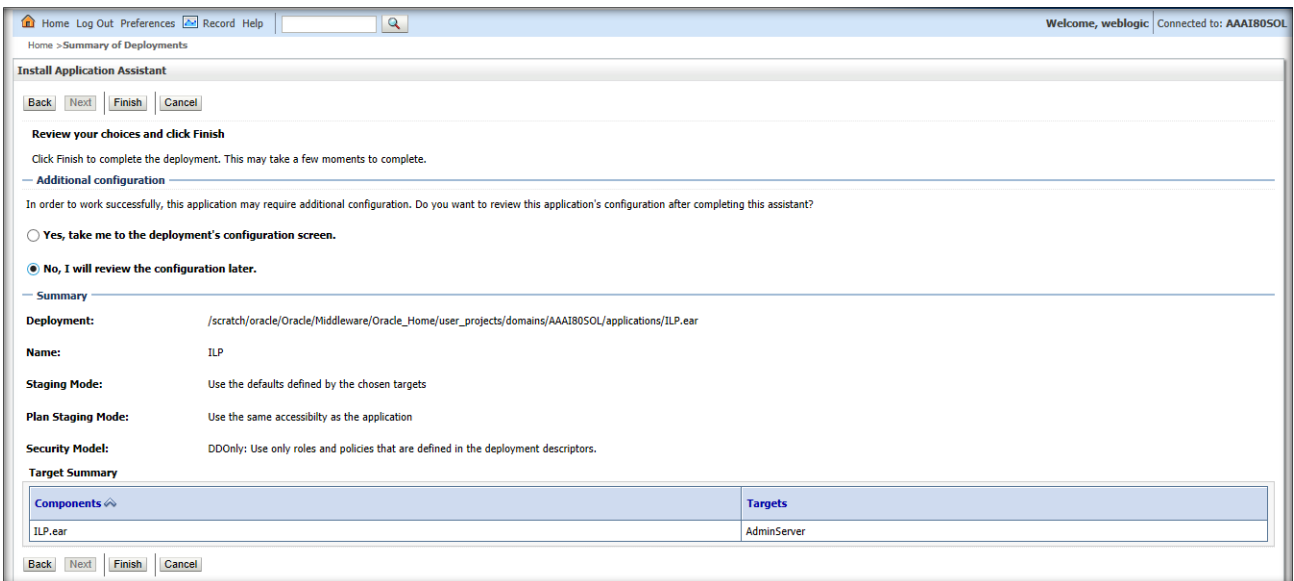 Home Log Out Preferences Record Help
Welcome, weblogic Connected to: AAAI80SOL
Home >Summary of Deployments
Install Application Assistant
Back Next Finish Cancel
Review your choices and click Finish
Click Finish to complete the deployment. This may take a few moments to complete.
Additional configuration
In order to work successfully, this application may require additional configuration. Do you want to review this application's configuration after completing this assistant?
Yes, take me to the deployment's configuration screen.
No, I will review the configuration later.
Summary
Deployment: /scratch/oracle/Oracle/Middleware/Oracle_Home/user_projects/domains/AAAI80SOL/applications/ILP.ear
Name: ILP
Staging Mode: Use the defaults defined by the chosen targets
Plan Staging Mode: Use the same accessibilty as the application
Security Model: DDOnly: Use only roles and policies that are defined in the deployment descriptors.
Target Summary
Components Targets
ILP.ear AdminServer
Back Next Finish Cancel